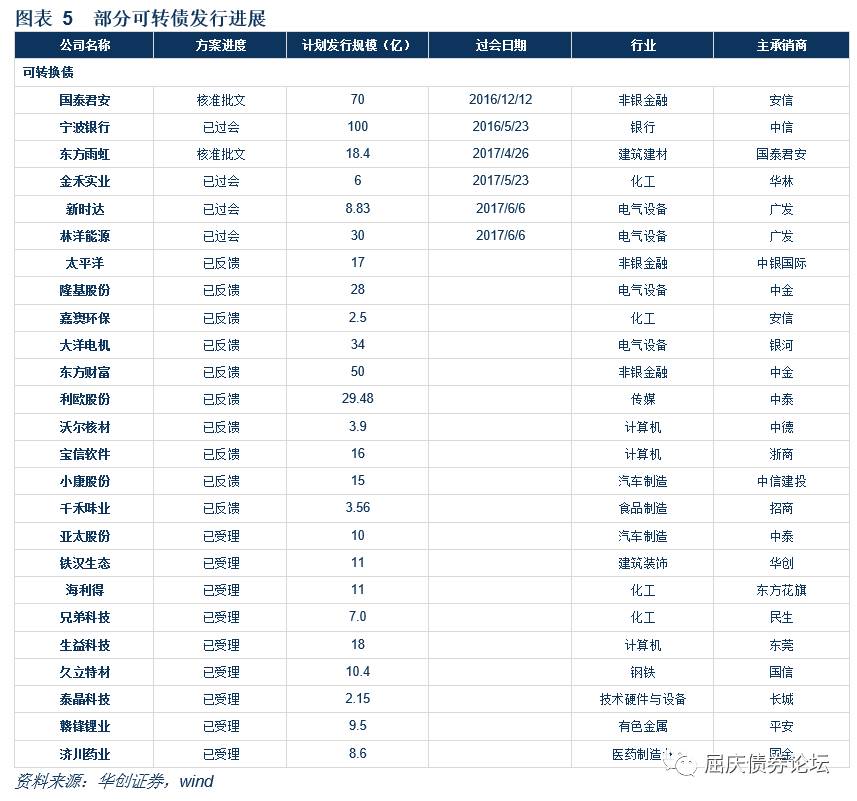 图表 5 部分可转债发行进展
公司名称 方案进度 计划发行规模（亿） 过会日期 行业 主承销商
可转换债
国泰君安 核准批文 70 2016/12/12 非银金融 安信
宁波银行 已过会 100 2016/5/23 银行 中信
东方雨虹 核准批文 18.4 2017/4/26 建筑建材 国泰君安
金禾实业 已过会 6 2017/5/23 化工 华林
新时达 已过会 8.83 2017/6/6 电气设备 广发
林洋能源 已过会 30 2017/6/6 电气设备 广发
太平洋 已反馈 17 非银金融 中银国际
隆基股份 已反馈 28 电气设备 中金
嘉澳环保 已反馈 2.5 化工 安信
大洋电机 已反馈 34 电气设备 银河
东方财富 已反馈 50 非银金融 中金
利欧股份 已反馈 29.48 传媒 中泰
沃尔核材 已反馈 3.9 计算机 中德
宝信软件 已反馈 16 计算机 浙商
小康股份 已反馈 15 汽车制造 中信建投
千禾味业 已反馈 3.56 食品制造 招商
亚太股份 已受理 10 汽车制造 中泰
铁汉生态 已受理 11 建筑装饰 华创
海利得 已受理 11 化工 东方花旗
兄弟科技 已受理 7.0 化工 民生
生益科技 已受理 18 计算机 东莞
久立特材 已受理 10.4 钢铁 国信
泰晶科技 已受理 2.15 技术硬件与设备 长城
赣锋锂业 已受理 9.5 有色金属 平安
济川药业 已受理 8.6 医药制造 国金
屈庆债券论坛
资料来源：华创证券，wind